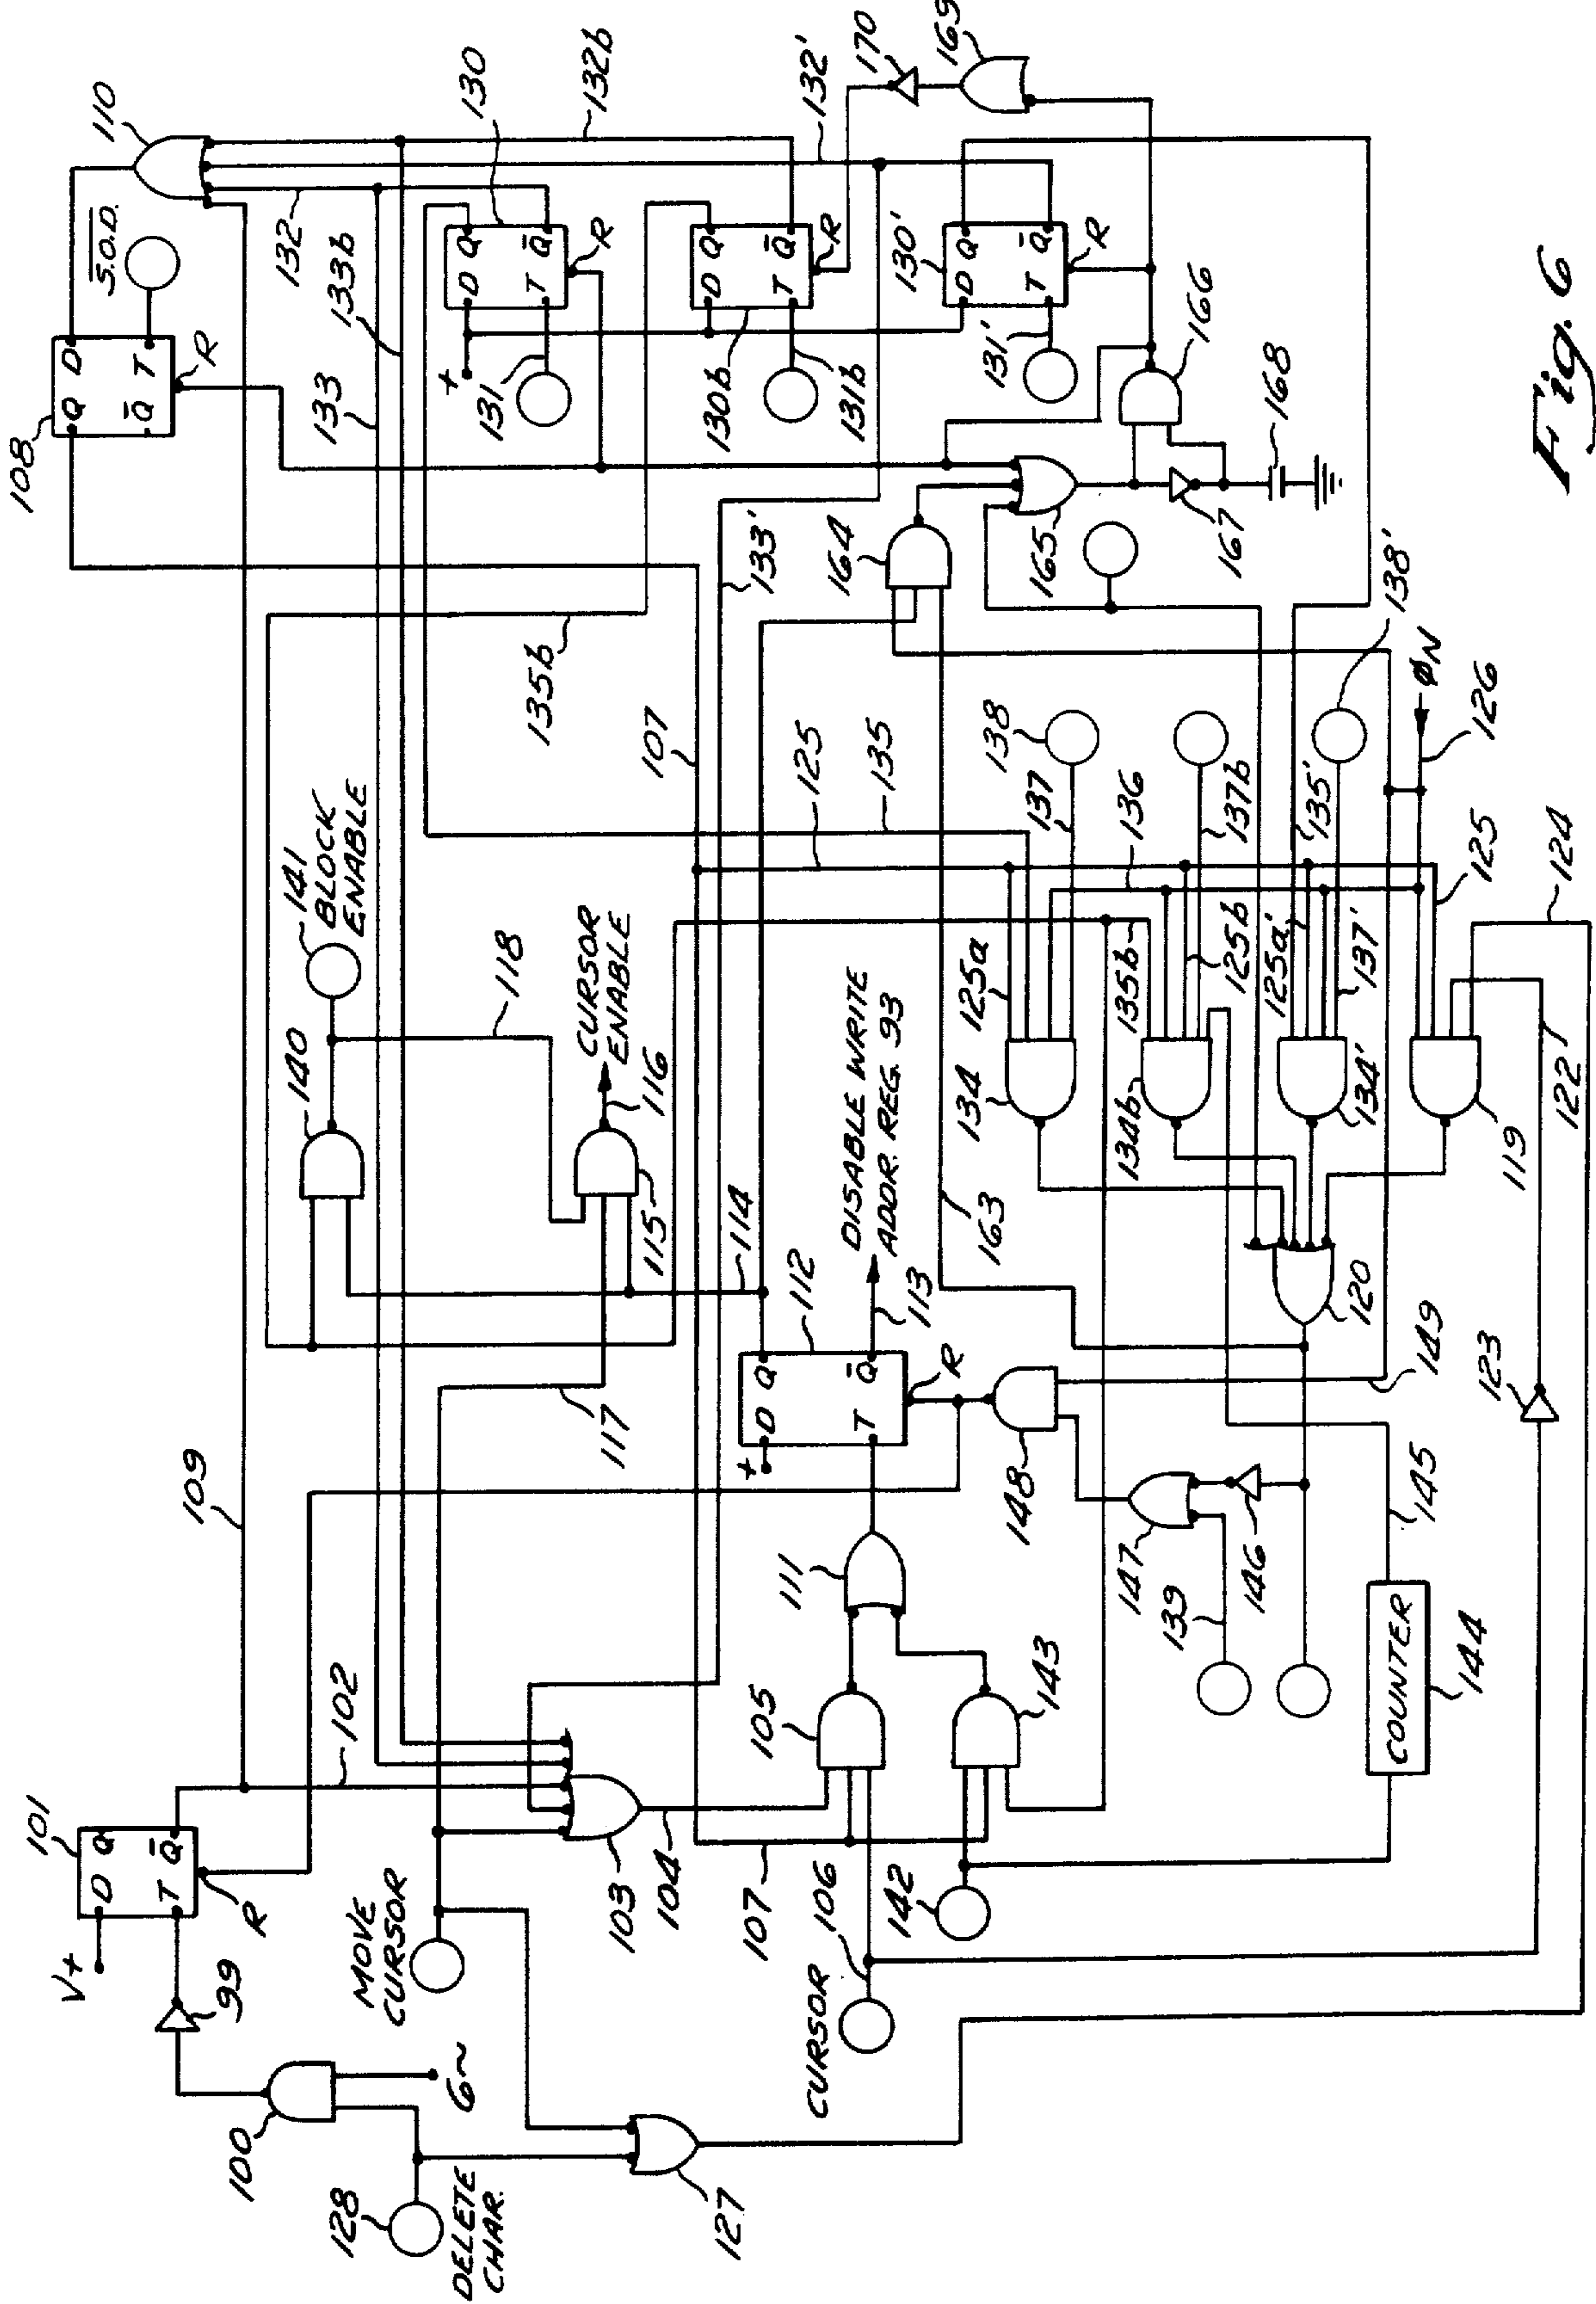 V+
101
108
D Q
Q D
T Q̄
Q̄ T
R
R
S.O.D.
110
99
100
102
109
128
DELETE
CHAR.
6~
MOVE
CURSOR
140
141
BLOCK
ENABLE
133
132
133b
130
D Q
T Q̄
R
+
131
132b
127
103
104
117
118
CURSOR
ENABLE
116
115
135b
107
107
114
133'
130b
D Q
T Q̄
R
131b
132'
CURSOR
106
105
111
112
+
D Q
T Q̄
R
113
DISABLE WRITE
ADDR. REG. 93
125
135
164
170
169
142
143
148
163
125a
134
137
138
136
130'
D Q
T Q̄
R
131'
165
166
147
139
146
134b
135b
125b
137b
167
168
120
134'
125a'
137'
135'
138'
COUNTER
144
145
149
119
ØN
126
123
122'
125
124
Fig. 6